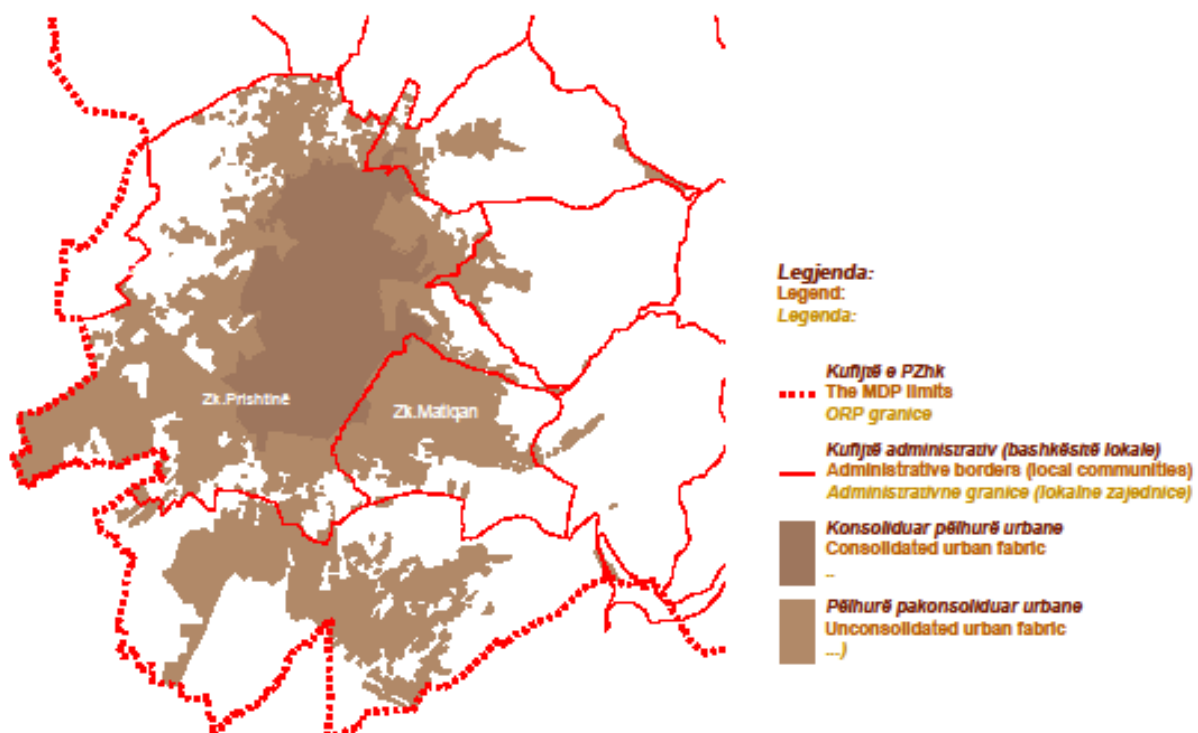 Zk.Prishtinë
Zk.Matiqan
Legjenda:
Legend:
Legenda:
Kufijtë e PZhk
The MDP limits
ORP granice
Kufijtë administrativ (bashkësitë lokale)
Administrative borders (local communities)
Administrativne granice (lokalne zajednice)
Konsoliduar pëlhurë urbane
Consolidated urban fabric
..
Pëlhurë pakonsoliduar urbane
Unconsolidated urban fabric
...)